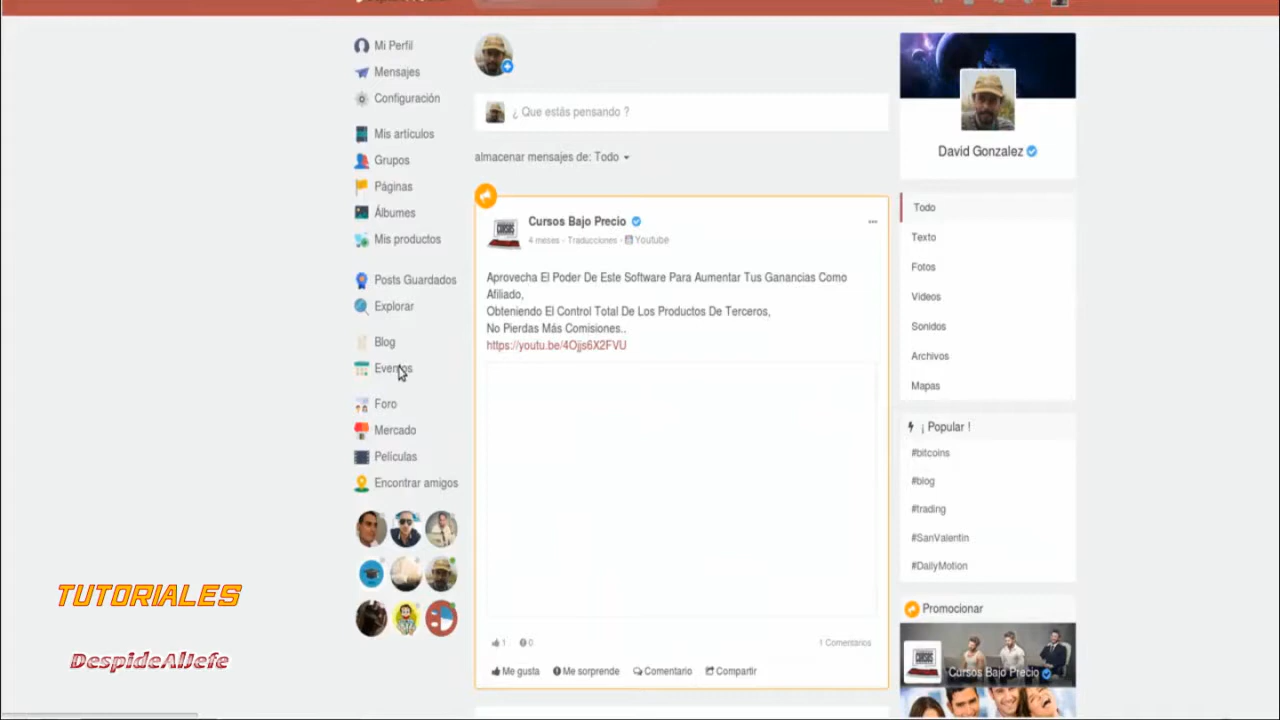 Mi Perfil
Mensajes
Configuración
Mis artículos
Grupos
Páginas
Álbumes
Mis productos
Posts Guardados
Explorar
Blog
Eventos
Foro
Mercado
Películas
Encontrar amigos
TUTORIALES
DespideAlJefe
¿ Que estás pensando ?
almacenar mensajes de: Todo
Cursos Bajo Precio
4 meses - Traducciones - Youtube
Aprovecha El Poder De Este Software Para Aumentar Tus Ganancias Como
Afiliado,
Obteniendo El Control Total De Los Productos De Terceros,
No Pierdas Más Comisiones..
https://youtu.be/4Ojjs6X2FVU
1 0 1 Comentarios
Me gusta Me sorprende Comentario Compartir
David Gonzalez
Todo
Texto
Fotos
Videos
Sonidos
Archivos
Mapas
¡ Popular !
#bitcoins
#blog
#trading
#SanValentin
#DailyMotion
Promocionar
CURSOS
Cursos Bajo Precio